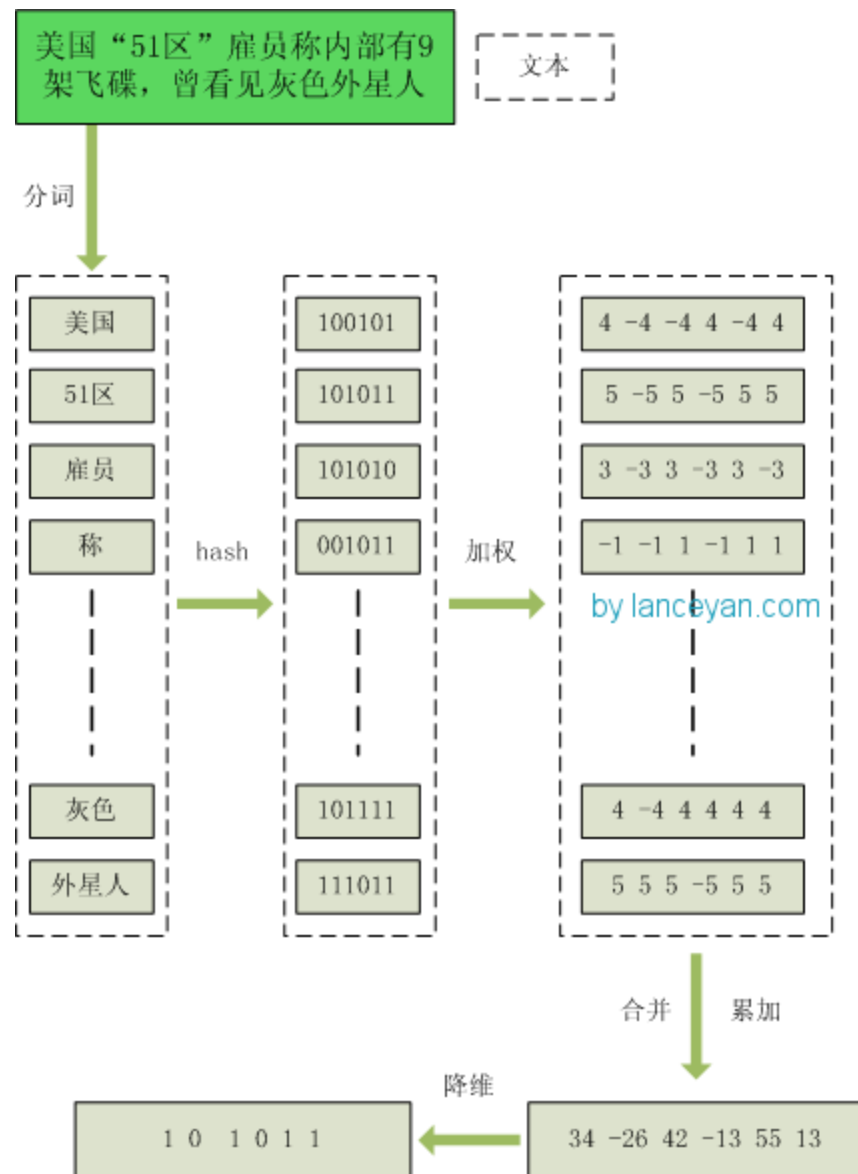 美国“51区”雇员称内部有9
架飞碟，曾看见灰色外星人
文本
分词
美国
100101
4 -4 -4 4 -4 4
51区
101011
5 -5 5 -5 5 5
雇员
101010
3 -3 3 -3 3 -3
称
001011
-1 -1 1 -1 1 1
hash
加权
by lanceyan.com
灰色
101111
4 -4 4 4 4 4
外星人
111011
5 5 5 -5 5 5
合并
累加
降维
1 0 1 0 1 1
34 -26 42 -13 55 13